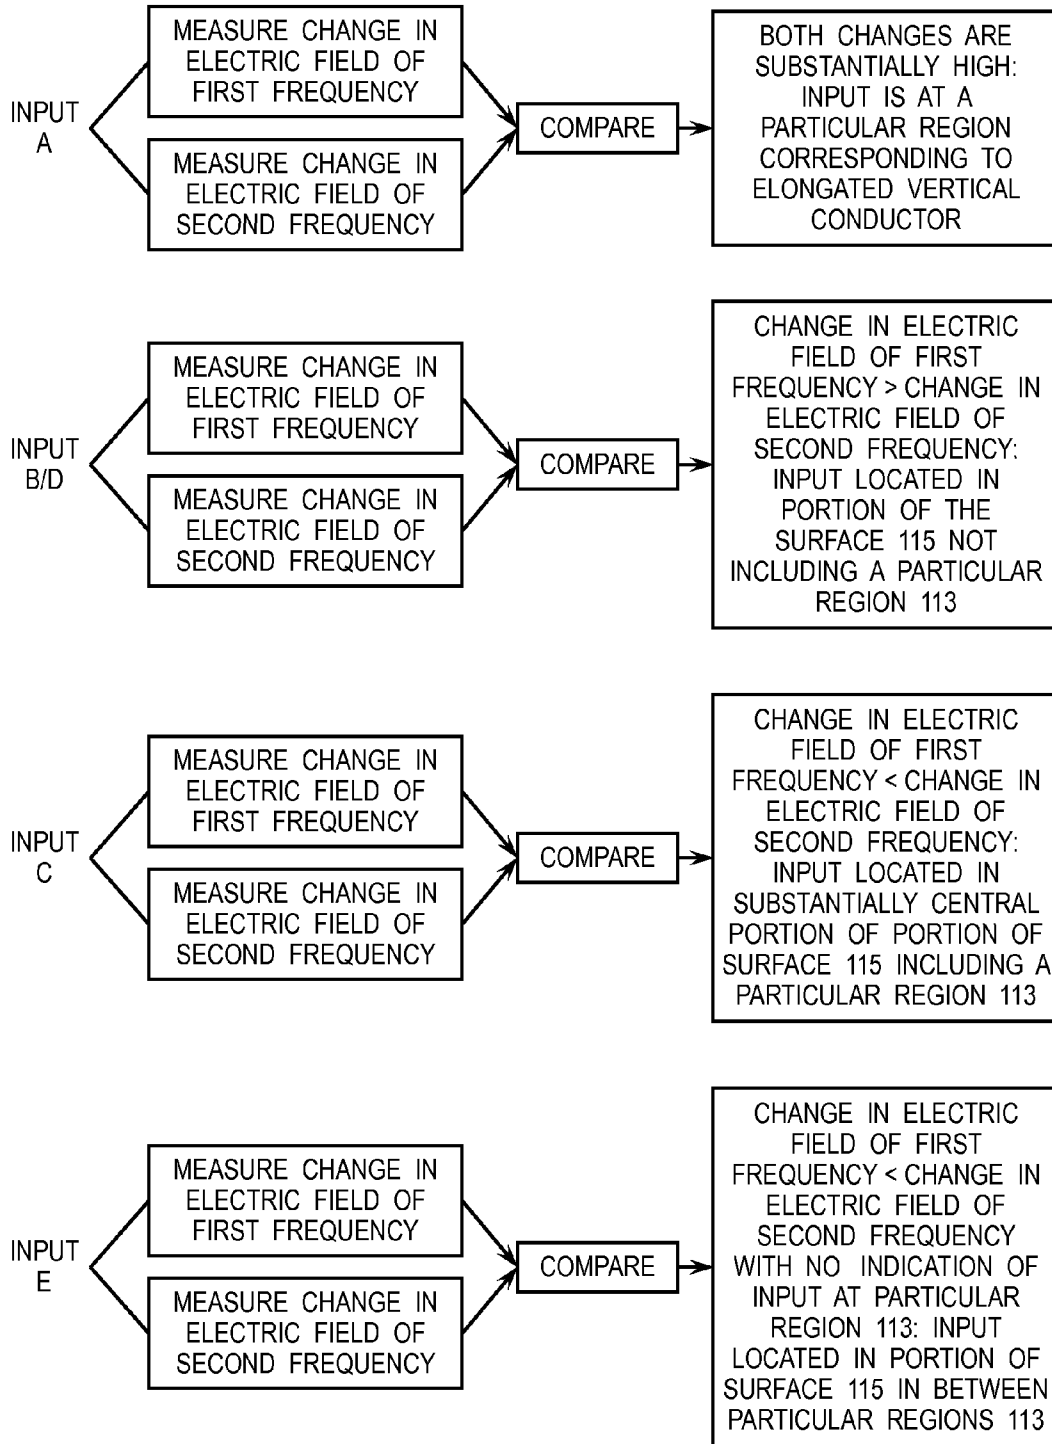 INPUT
A
MEASURE CHANGE IN
ELECTRIC FIELD OF
FIRST FREQUENCY
MEASURE CHANGE IN
ELECTRIC FIELD OF
SECOND FREQUENCY
COMPARE
BOTH CHANGES ARE
SUBSTANTIALLY HIGH:
INPUT IS AT A
PARTICULAR REGION
CORRESPONDING TO
ELONGATED VERTICAL
CONDUCTOR
INPUT
B/D
MEASURE CHANGE IN
ELECTRIC FIELD OF
FIRST FREQUENCY
MEASURE CHANGE IN
ELECTRIC FIELD OF
SECOND FREQUENCY
COMPARE
CHANGE IN ELECTRIC
FIELD OF FIRST
FREQUENCY > CHANGE IN
ELECTRIC FIELD OF
SECOND FREQUENCY:
INPUT LOCATED IN
PORTION OF THE
SURFACE 115 NOT
INCLUDING A PARTICULAR
REGION 113
INPUT
C
MEASURE CHANGE IN
ELECTRIC FIELD OF
FIRST FREQUENCY
MEASURE CHANGE IN
ELECTRIC FIELD OF
SECOND FREQUENCY
COMPARE
CHANGE IN ELECTRIC
FIELD OF FIRST
FREQUENCY < CHANGE IN
ELECTRIC FIELD OF
SECOND FREQUENCY:
INPUT LOCATED IN
SUBSTANTIALLY CENTRAL
PORTION OF PORTION OF
SURFACE 115 INCLUDING A
PARTICULAR REGION 113
INPUT
E
MEASURE CHANGE IN
ELECTRIC FIELD OF
FIRST FREQUENCY
MEASURE CHANGE IN
ELECTRIC FIELD OF
SECOND FREQUENCY
COMPARE
CHANGE IN ELECTRIC
FIELD OF FIRST
FREQUENCY < CHANGE IN
ELECTRIC FIELD OF
SECOND FREQUENCY
WITH NO INDICATION OF
INPUT AT PARTICULAR
REGION 113: INPUT
LOCATED IN PORTION OF
SURFACE 115 IN BETWEEN
PARTICULAR REGIONS 113